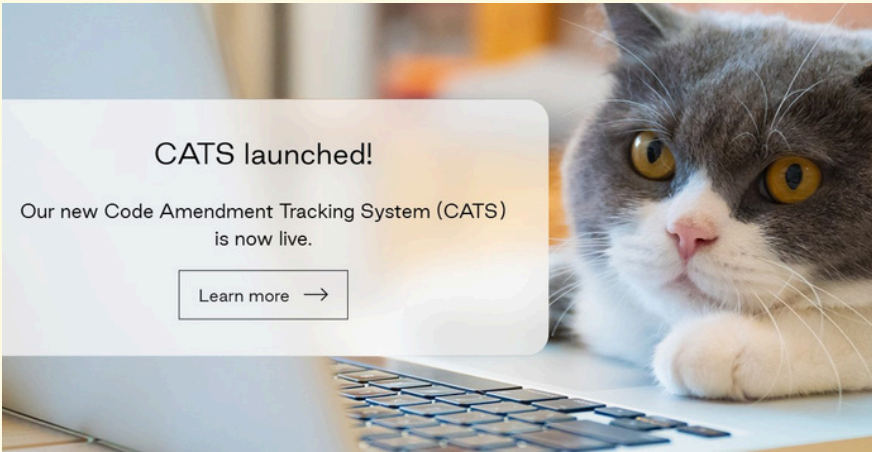 CATS launched!
Our new Code Amendment Tracking System (CATS)
is now live.
Learn more →